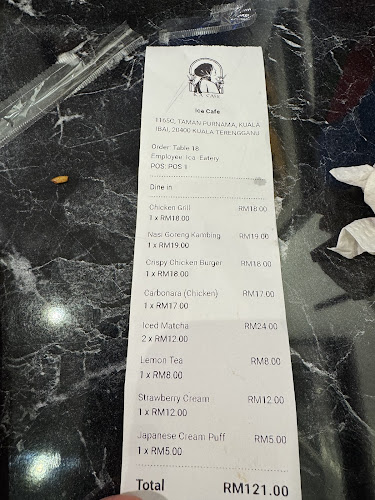 Ica Cafe
1165C, TAMAN PURNAMA, KUALA
IBAI, 20400 KUALA TERENGGANU
Order: Table 18
Employee: Ica Eatery
POS: POS 1
Dine in
Chicken Grill RM18.00
1 x RM18.00
Nasi Goreng Kambing RM19.00
1 x RM19.00
Crispy Chicken Burger RM18.00
1 x RM18.00
Carbonara (Chicken) RM17.00
1 x RM17.00
Iced Matcha RM24.00
2 x RM12.00
Lemon Tea RM8.00
1 x RM8.00
Strawberry Cream RM12.00
1 x RM12.00
Japanese Cream Puff RM5.00
1 x RM5.00
Total RM121.00